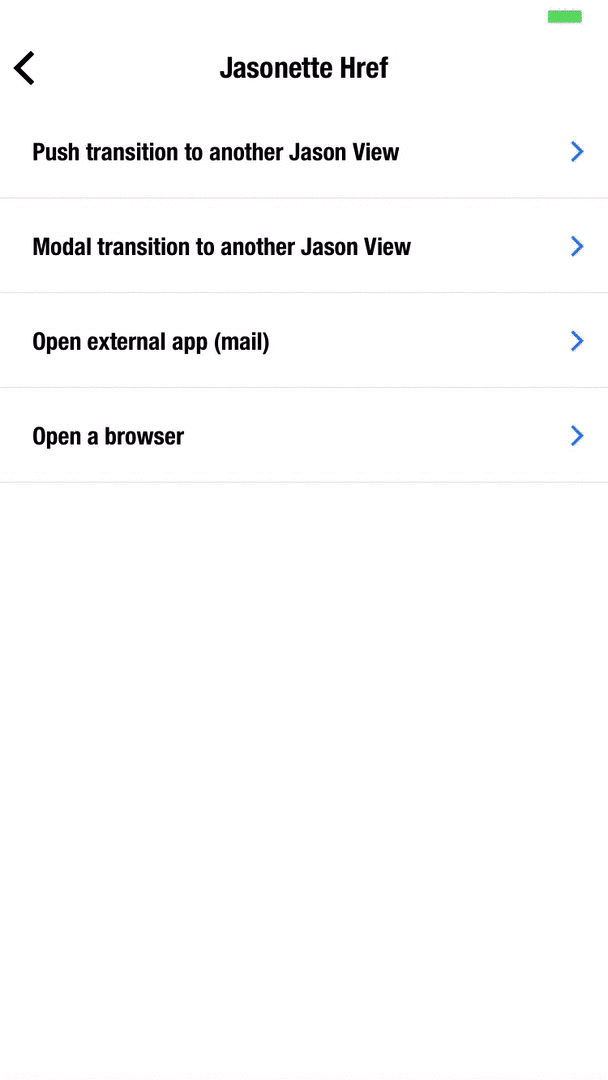 Jasonette Href
Push transition to another Jason View
Modal transition to another Jason View
Open external app (mail)
Open a browser